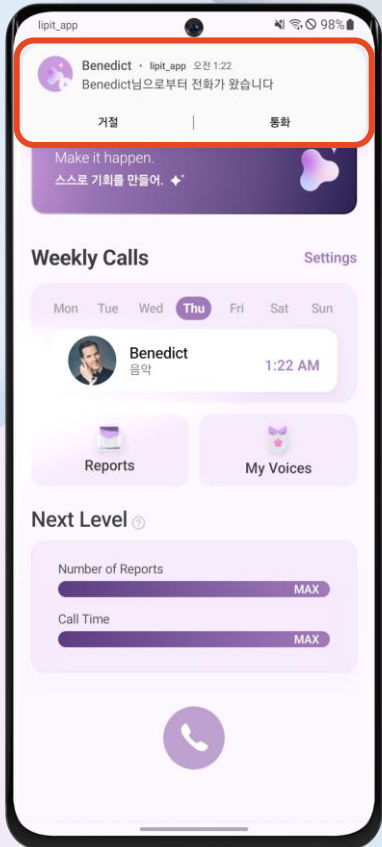 lipit_app 98%
Benedict · lipit_app 오전 1:22
Benedict님으로부터 전화가 왔습니다
거절 통화
Make it happen.
스스로 기회를 만들어.
Weekly Calls Settings
Mon Tue Wed Thu Fri Sat Sun
Benedict
음악
1:22 AM
Reports My Voices
Next Level ?
Number of Reports
MAX
Call Time
MAX